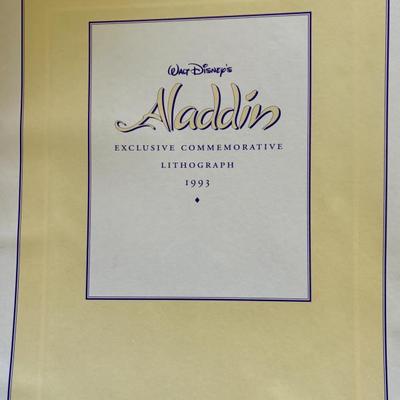 Walt Disney's
Aladdin
EXCLUSIVE COMMEMORATIVE
LITHOGRAPH
1993